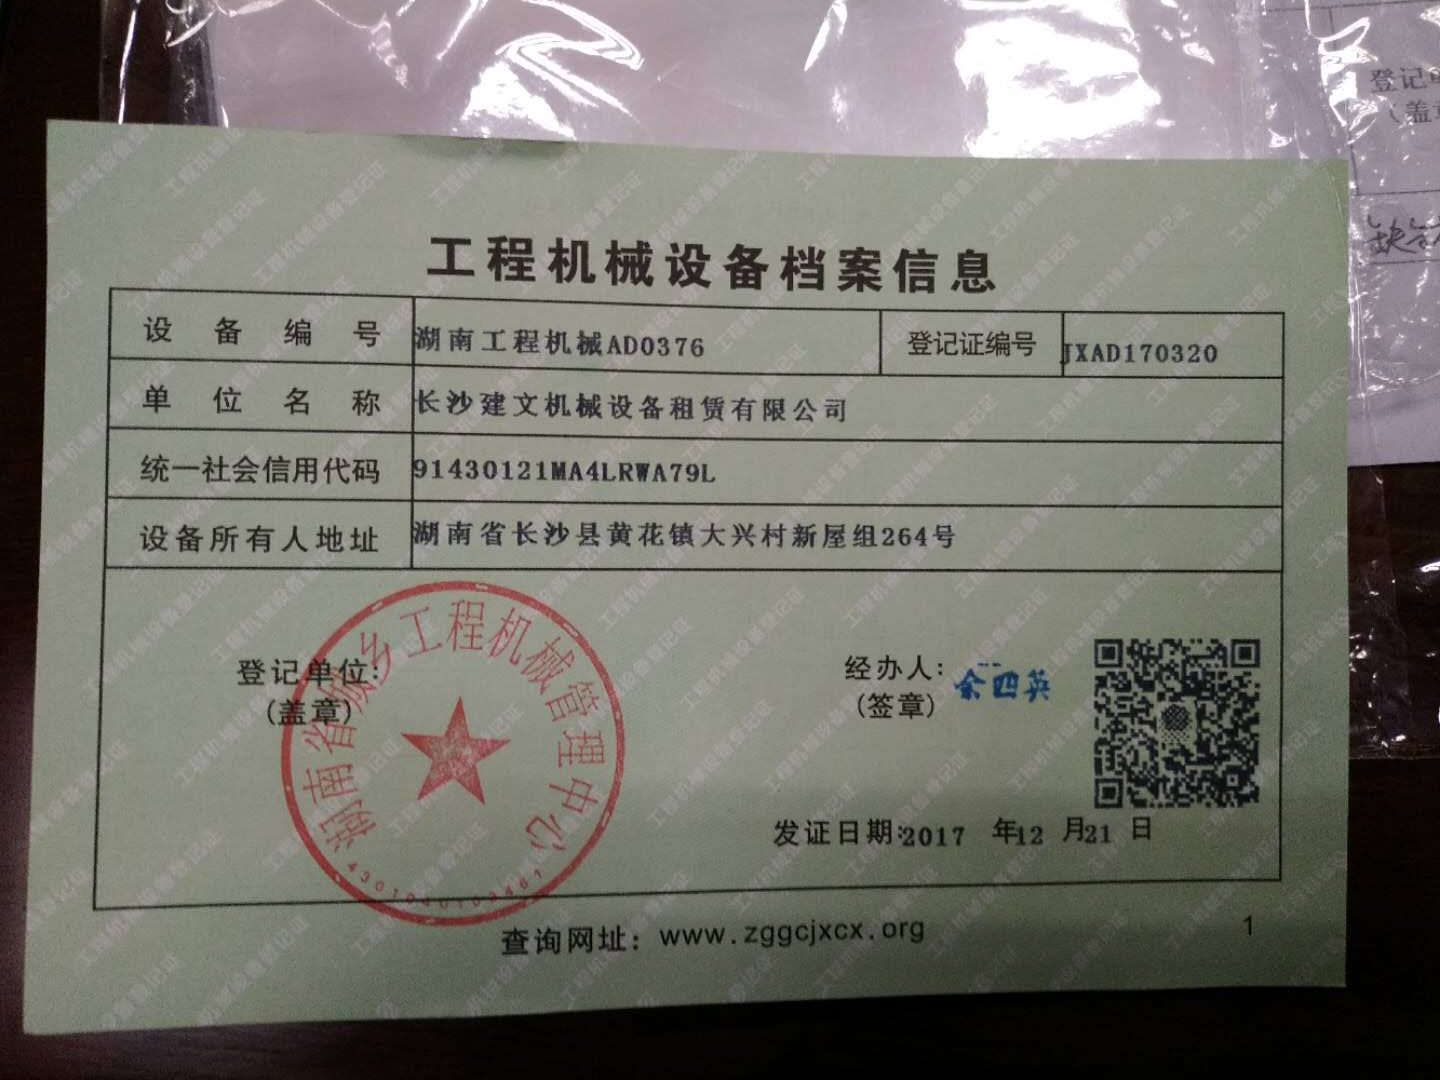 登记
工程机械设备档案信息
设备编号 湖南工程机械AD0376 登记证编号 JXAD170320
单位名称 长沙建文机械设备租赁有限公司
统一社会信用代码 91430121MA4LRWA79L
设备所有人地址 湖南省长沙县黄花镇大兴村新屋组264号
登记单位:
(盖章)
湖南省城乡工程机械管理中心
经办人: 余四英
(签章)
发证日期:2017 年12 月21 日
查询网址: www.zggcjxcx.org
1